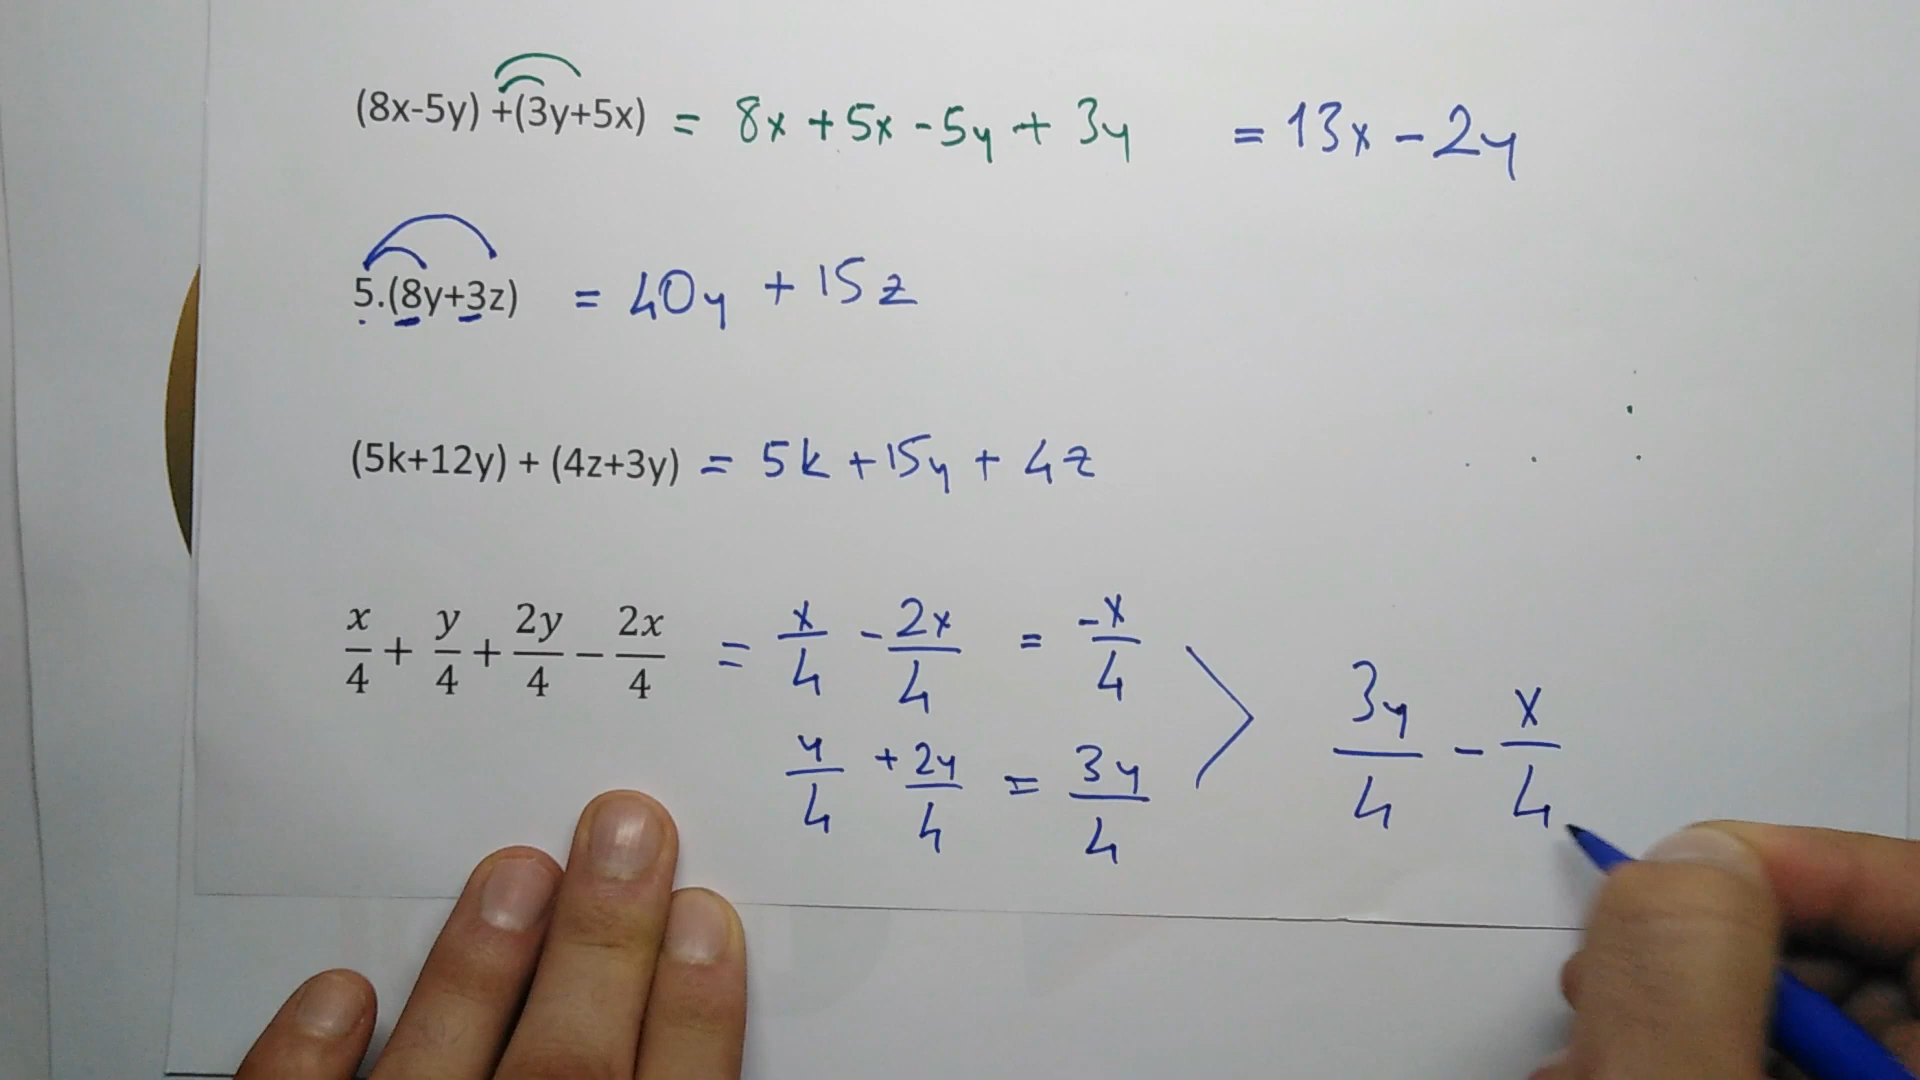 (8x-5y) +(3y+5x) = 8x + 5x - 5y + 3y = 13x - 2y
5.(8y+3z) = 40y + 15z
(5k+12y) + (4z+3y) = 5k + 15y + 4z
x/4 + y/4 + 2y/4 - 2x/4 = x/4 - 2x/4 = -x/4
y/4 + 2y/4 = 3y/4
3y/4 - x/4